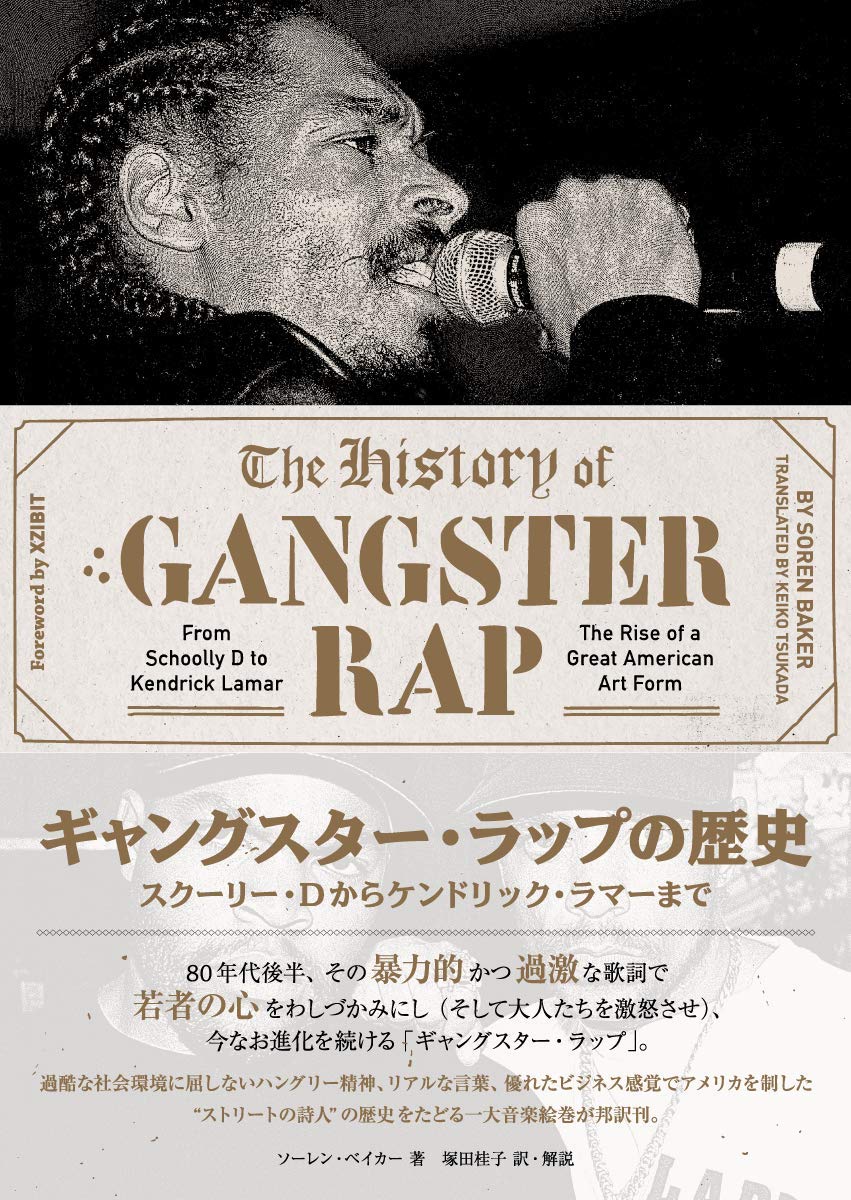 The History of
GANGSTER
RAP
From
Schoolly D to
Kendrick Lamar
The Rise of a
Great American
Art Form
Foreword by XZIBIT
BY SOREN BAKER
TRANSLATED BY KEIKO TSUKADA
ギャングスター・ラップの歴史
スクーリー・Dからケンドリック・ラマーまで
80年代後半、その暴力的かつ過激な歌詞で
若者の心をわしづかみにし（そして大人たちを激怒させ）、
今なお進化を続ける「ギャングスター・ラップ」。
過酷な社会環境に屈しないハングリー精神、リアルな言葉、優れたビジネス感覚でアメリカを制した
“ストリートの詩人”の歴史をたどる一大音楽絵巻が邦訳刊。
ソーレン・ベイカー 著　塚田桂子 訳・解説